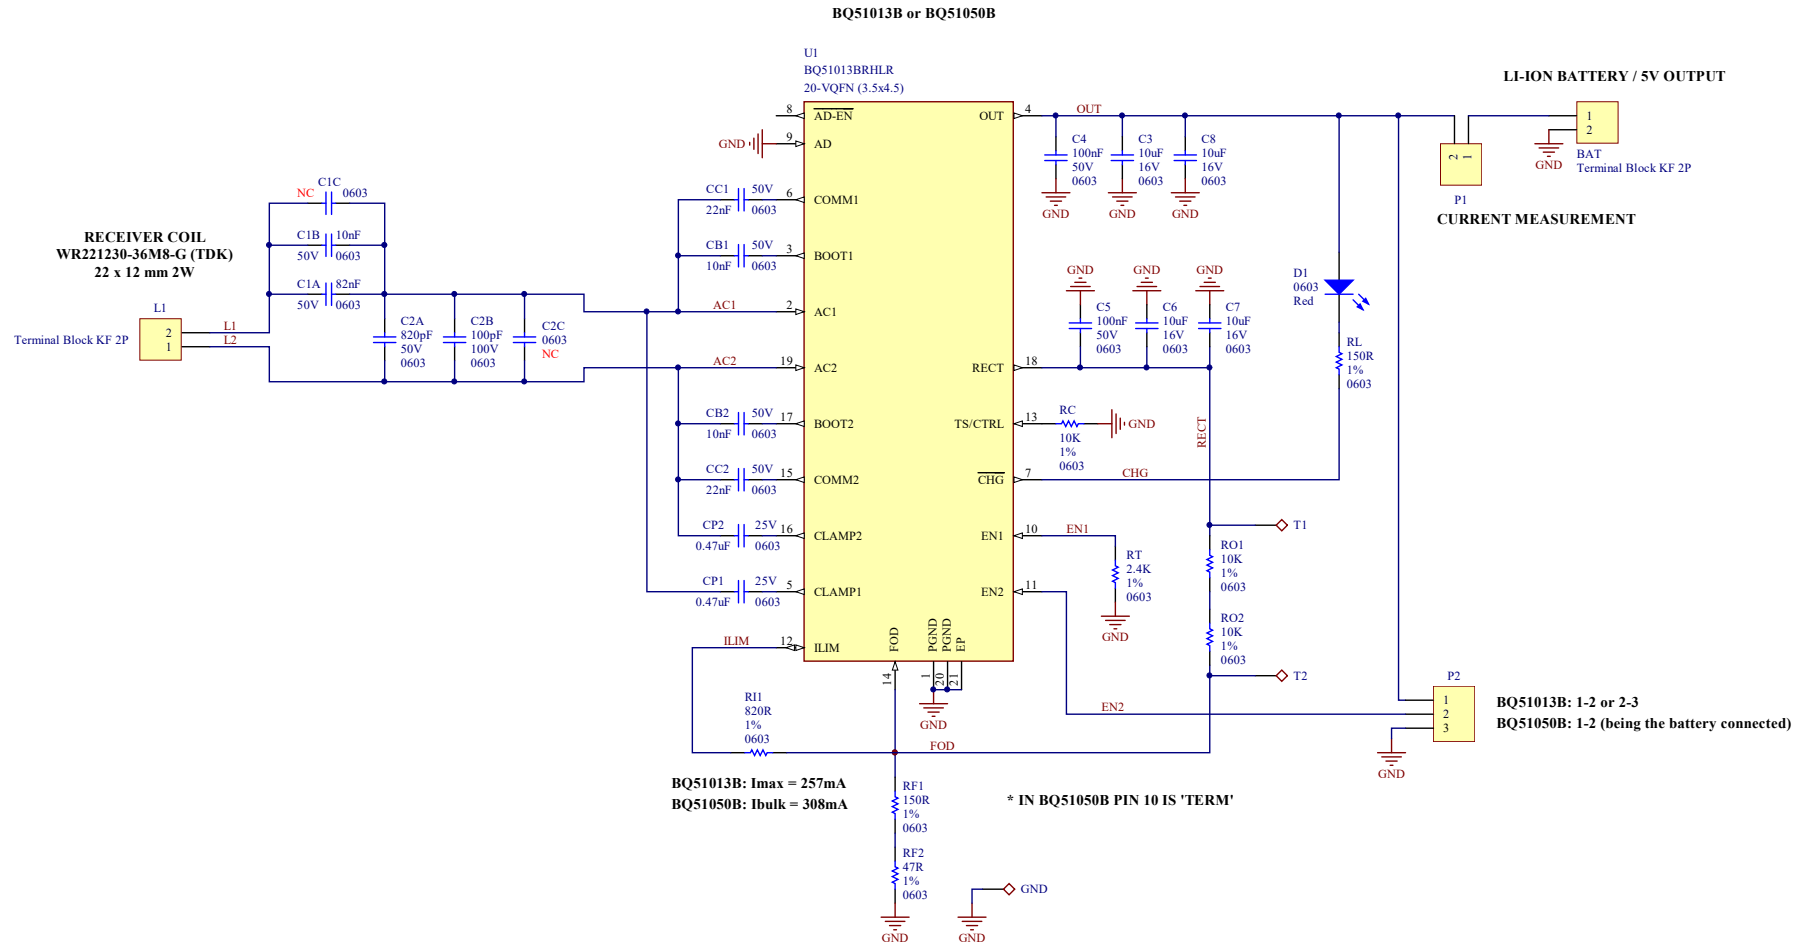 BQ51013B or BQ51050B
U1
BQ51013BRHLR
20-VQFN (3.5x4.5)
LI-ION BATTERY / 5V OUTPUT
8
AD-EN
GND
9
AD
OUT
4
OUT
C4
100nF
50V
0603
GND
C3
10uF
16V
0603
GND
C8
10uF
16V
0603
GND
2
1
P1
CURRENT MEASUREMENT
1
2
GND
BAT
Terminal Block KF 2P
C1C
NC
0603
C1B
10nF
50V
0603
C1A
82nF
50V
0603
RECEIVER COIL
WR221230-36M8-G (TDK)
22 x 12 mm 2W
L1
Terminal Block KF 2P
2
1
L1
L2
C2A
820pF
50V
0603
C2B
100pF
100V
0603
C2C
0603
NC
CC1
50V
22nF
0603
6
COMM1
CB1
50V
10nF
0603
3
BOOT1
AC1
2
AC1
AC2
19
AC2
CB2
50V
10nF
0603
17
BOOT2
CC2
50V
22nF
0603
15
COMM2
CP2
25V
0.47uF
0603
16
CLAMP2
CP1
25V
0.47uF
0603
5
CLAMP1
ILIM
12
ILIM
GND
C5
100nF
50V
0603
GND
C6
10uF
16V
0603
GND
C7
10uF
16V
0603
RECT
18
RECT
D1
0603
Red
RL
150R
1%
0603
TS/CTRL
13
RC
10K
1%
0603
GND
CHG
7
CHG
EN1
10
EN1
RT
2.4K
1%
0603
GND
EN2
11
EN2
T1
RO1
10K
1%
0603
RO2
10K
1%
0603
T2
FOD
14
PGND
1
PGND
20
EP
21
GND
RI1
820R
1%
0603
FOD
P2
1
2
3
GND
BQ51013B: 1-2 or 2-3
BQ51050B: 1-2 (being the battery connected)
BQ51013B: Imax = 257mA
BQ51050B: Ibulk = 308mA
RF1
150R
1%
0603
RF2
47R
1%
0603
GND
* IN BQ51050B PIN 10 IS 'TERM'
GND
GND